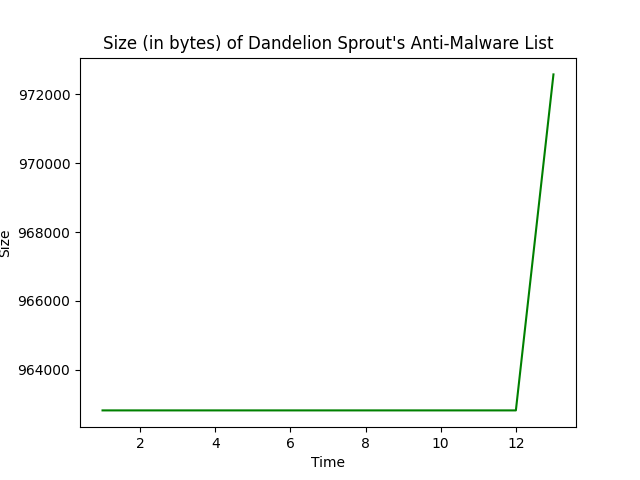 Size (in bytes) of Dandelion Sprout's Anti-Malware List
972000
970000
968000
966000
964000
Size
2 4 6 8 10 12
Time